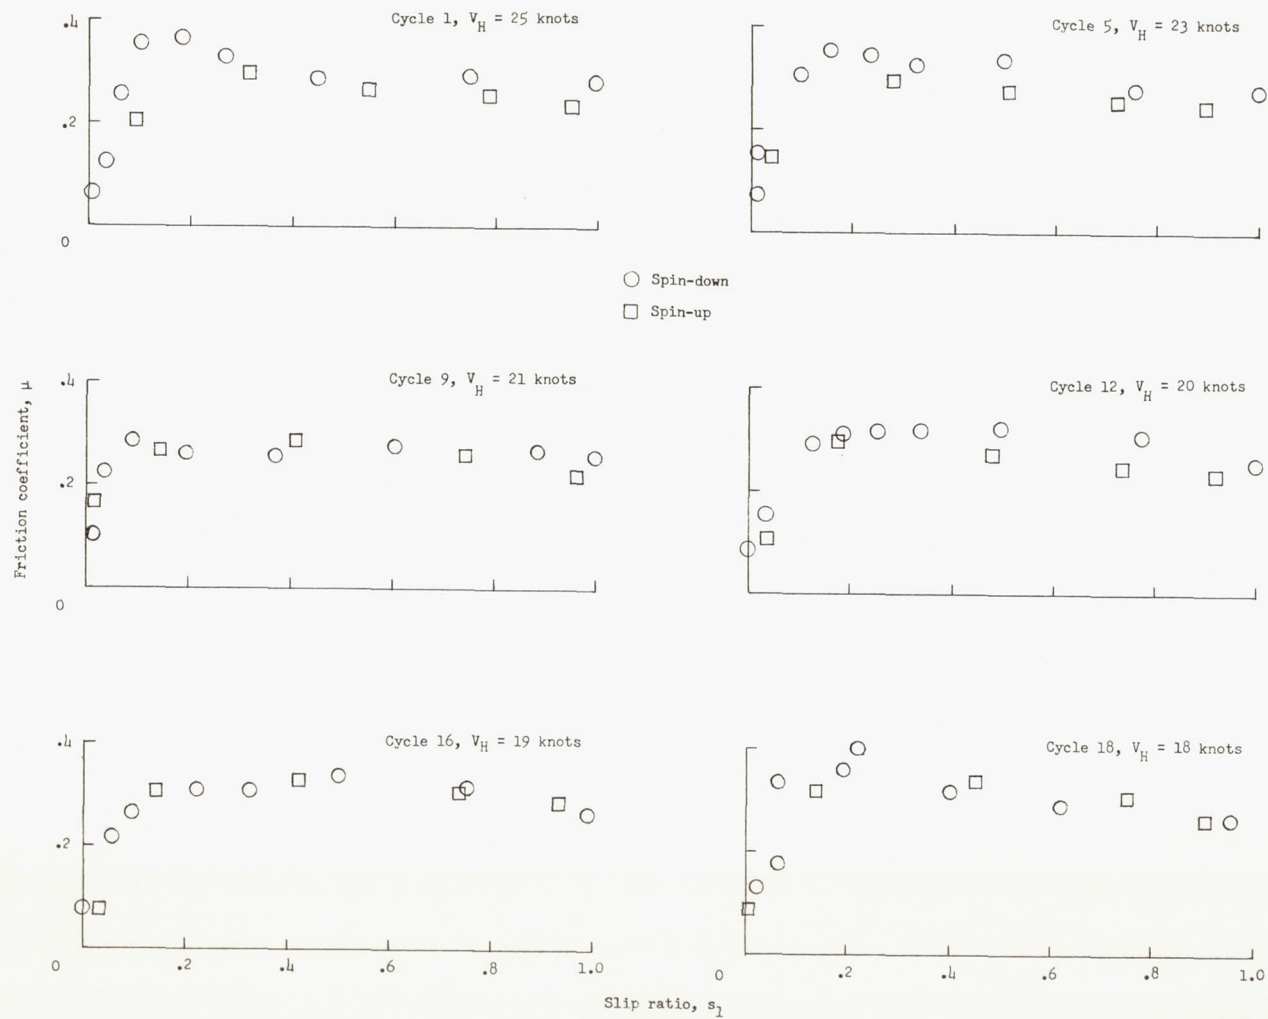 .4
Cycle 1, V_H = 25 knots
Cycle 5, V_H = 23 knots
.2
0
Spin-down
Spin-up
Friction coefficient, μ
.4
Cycle 9, V_H = 21 knots
Cycle 12, V_H = 20 knots
.2
0
.4
Cycle 16, V_H = 19 knots
Cycle 18, V_H = 18 knots
.2
0 .2 .4 .6 .8 1.0
0 .2 .4 .6 .8 1.0
Slip ratio, s_1